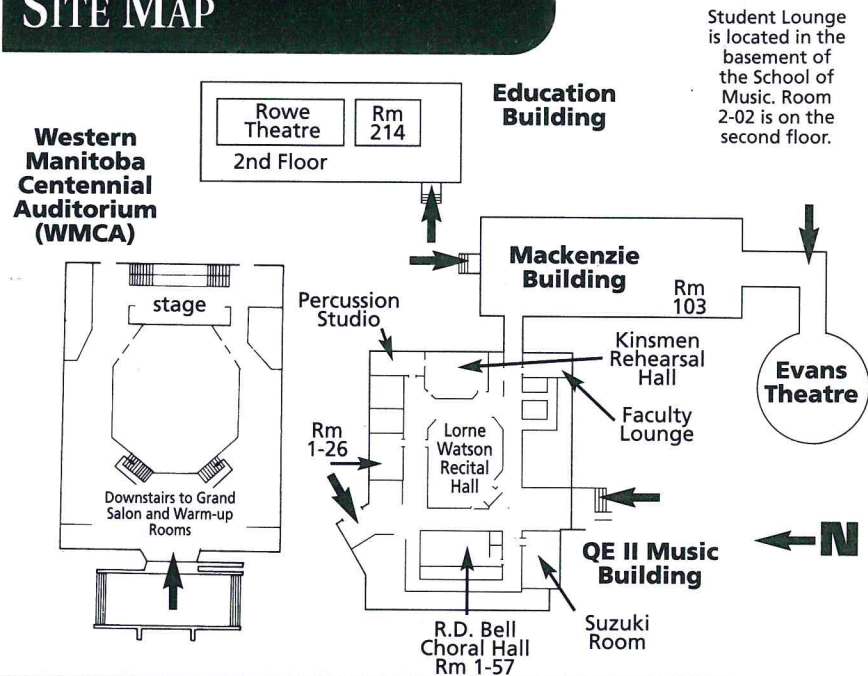 SITE MAP
Student Lounge
is located in the
basement of
the School of
Music. Room
2-02 is on the
second floor.
Education
Building
Rowe
Theatre
Rm
214
2nd Floor
Western
Manitoba
Centennial
Auditorium
(WMCA)
stage
Downstairs to Grand
Salon and Warm-up
Rooms
Mackenzie
Building
Rm
103
Evans
Theatre
Percussion
Studio
Kinsmen
Rehearsal
Hall
Faculty
Lounge
Rm
1-26
Lorne
Watson
Recital
Hall
N
QE II Music
Building
R.D. Bell
Choral Hall
Rm 1-57
Suzuki
Room